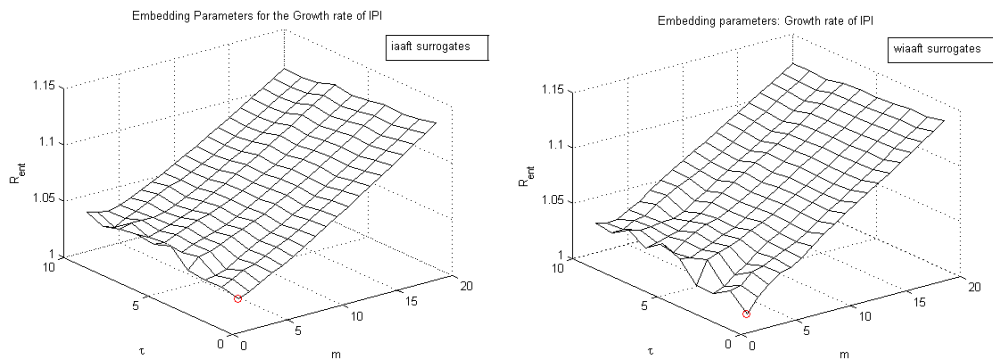 Embedding Parameters for the Growth rate of IPI
iaaft surrogates
1.15
1.1
1.05
1
R_ent
10
5
0
τ
0
5
10
15
20
m
Embedding parameters: Growth rate of IPI
wiaaft surrogates
1.15
1.1
1.05
1
R_ent
10
5
0
τ
0
5
10
15
20
m